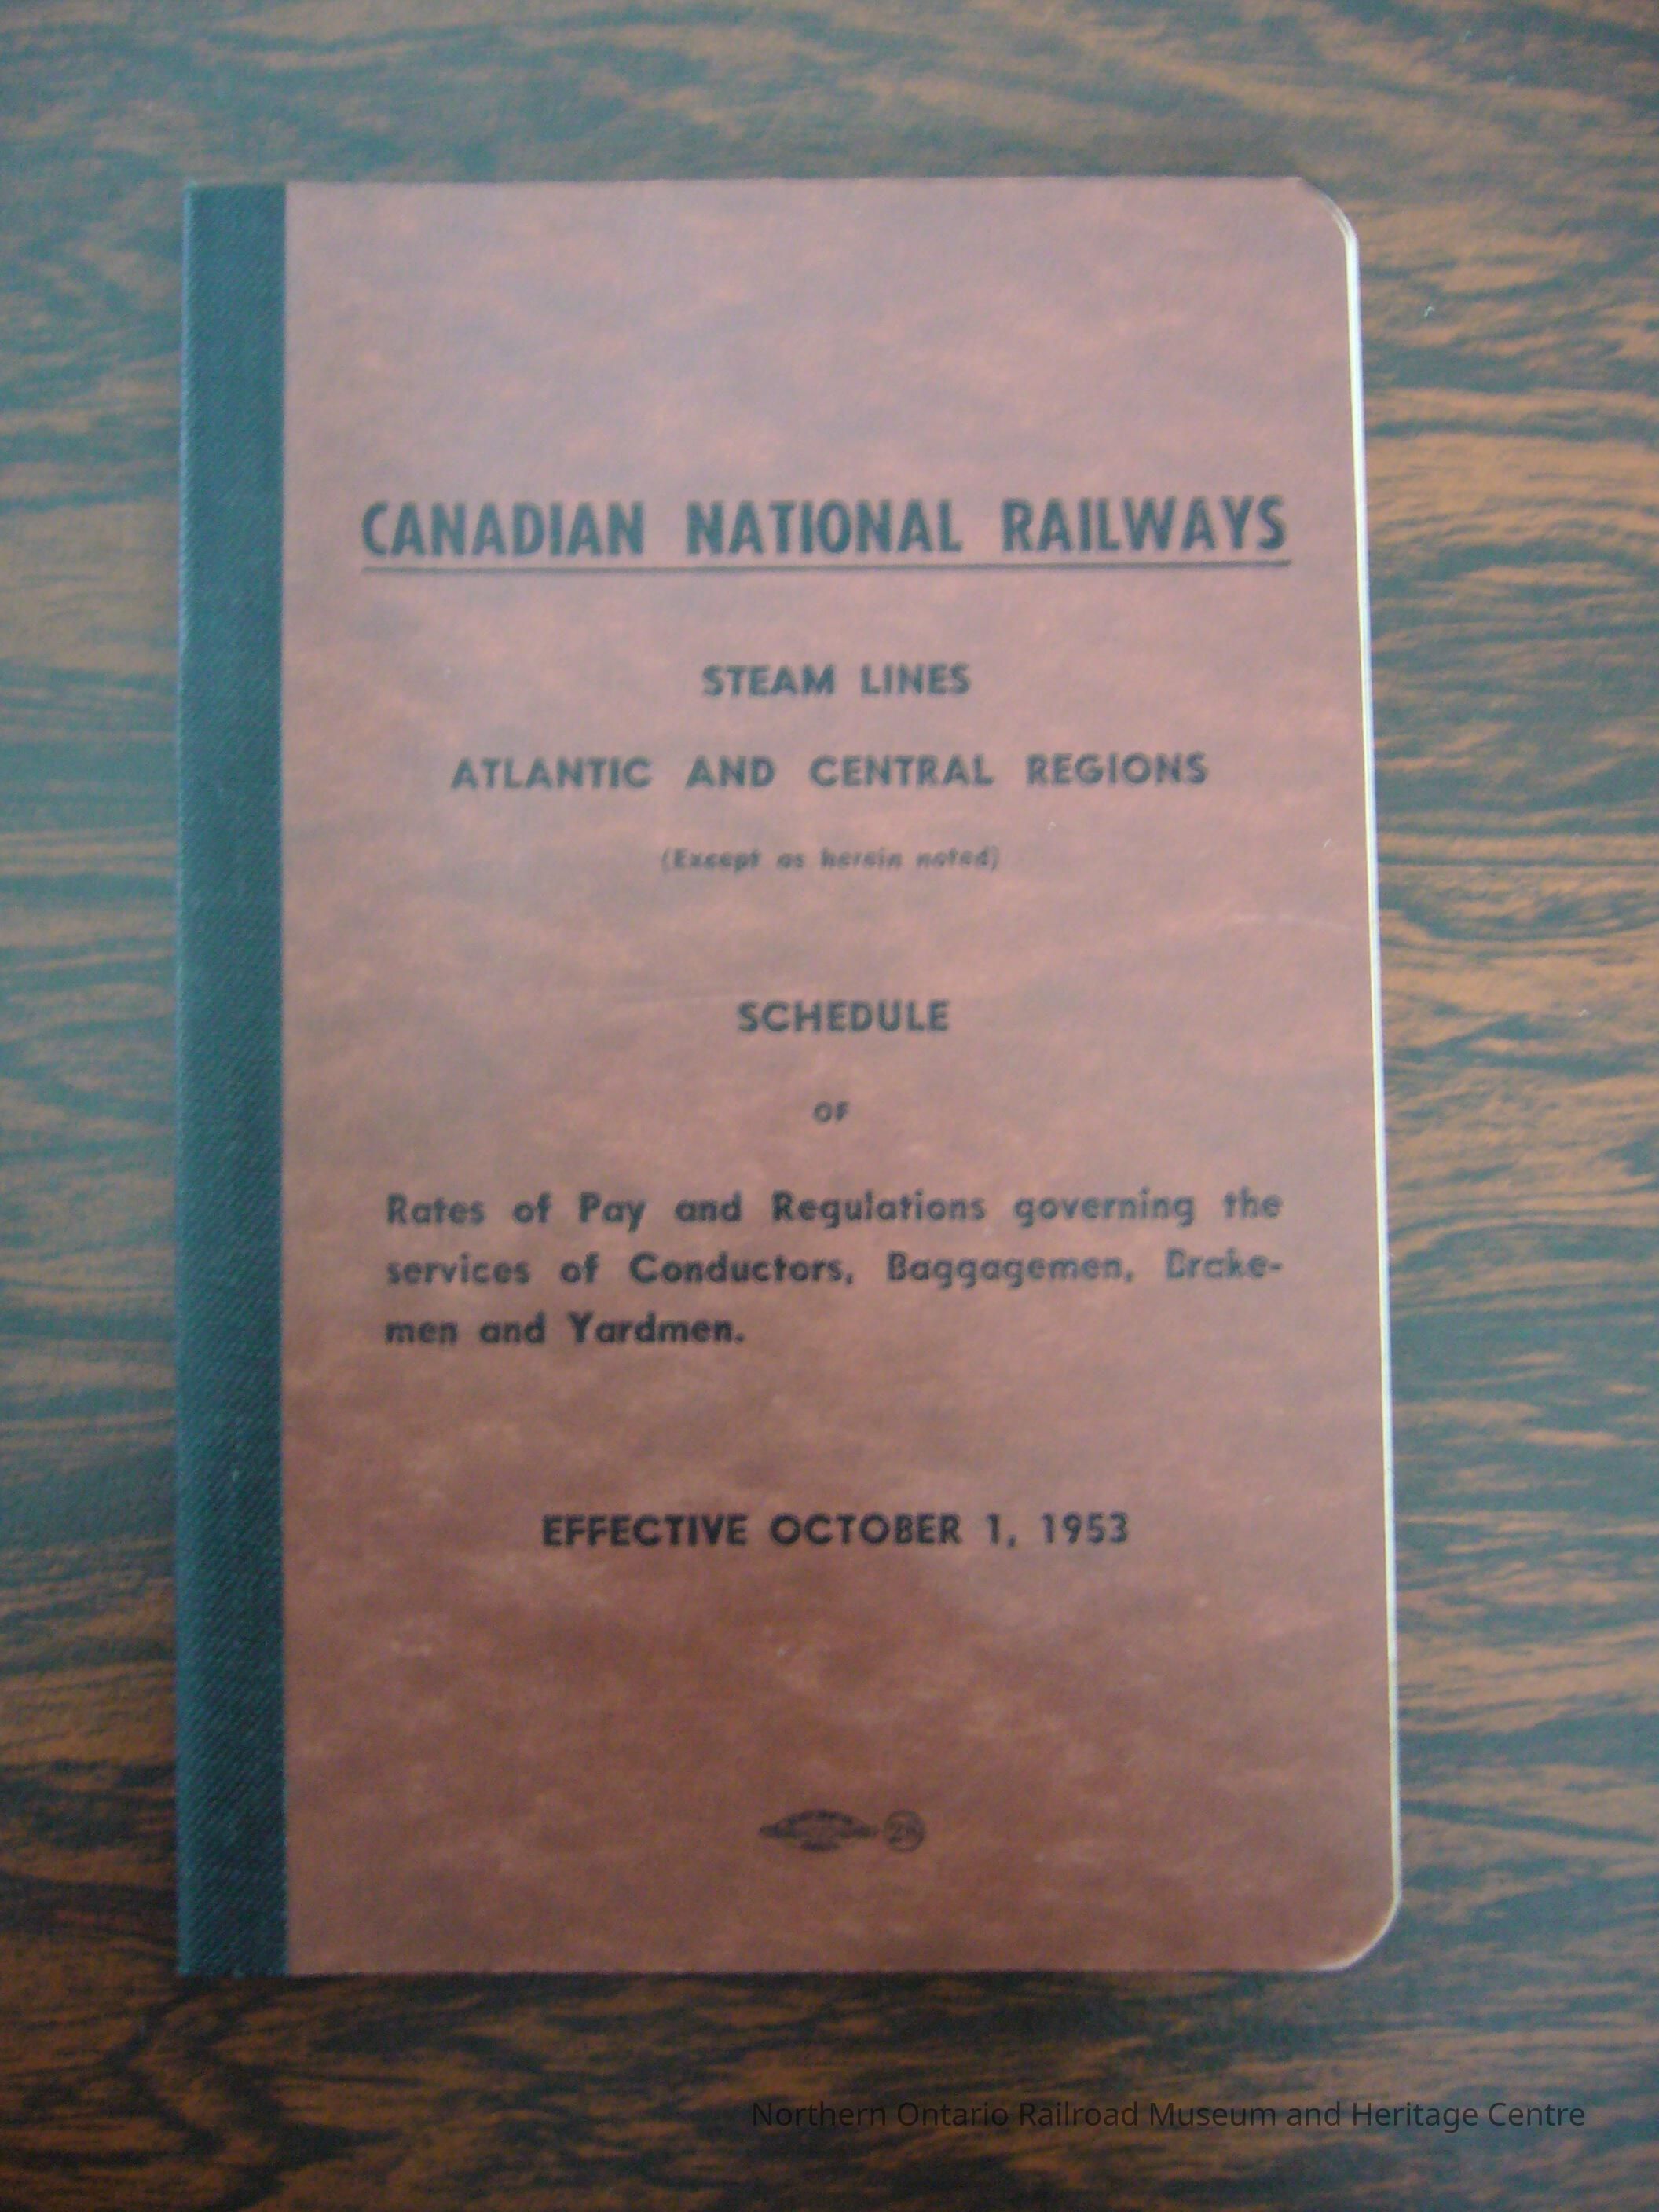 CANADIAN NATIONAL RAILWAYS
STEAM LINES
ATLANTIC AND CENTRAL REGIONS
(Except as herein noted)
SCHEDULE
OF
Rates of Pay and Regulations governing the
services of Conductors, Baggagemen, Brake-
men and Yardmen.
EFFECTIVE OCTOBER 1, 1953
Northern Ontario Railroad Museum and Heritage Centre